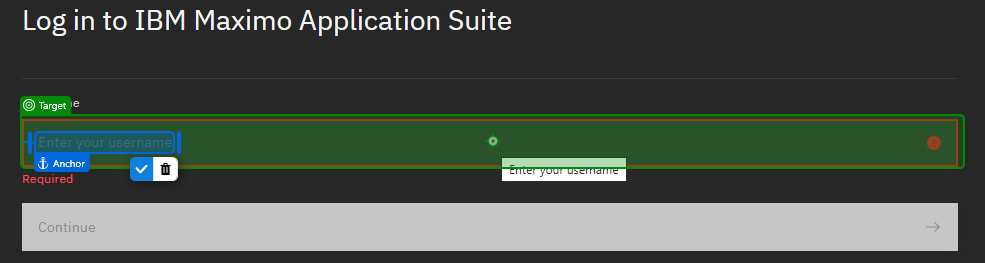 Log in to IBM Maximo Application Suite
Target
Enter your username
Anchor
Enter your username
Required
Continue